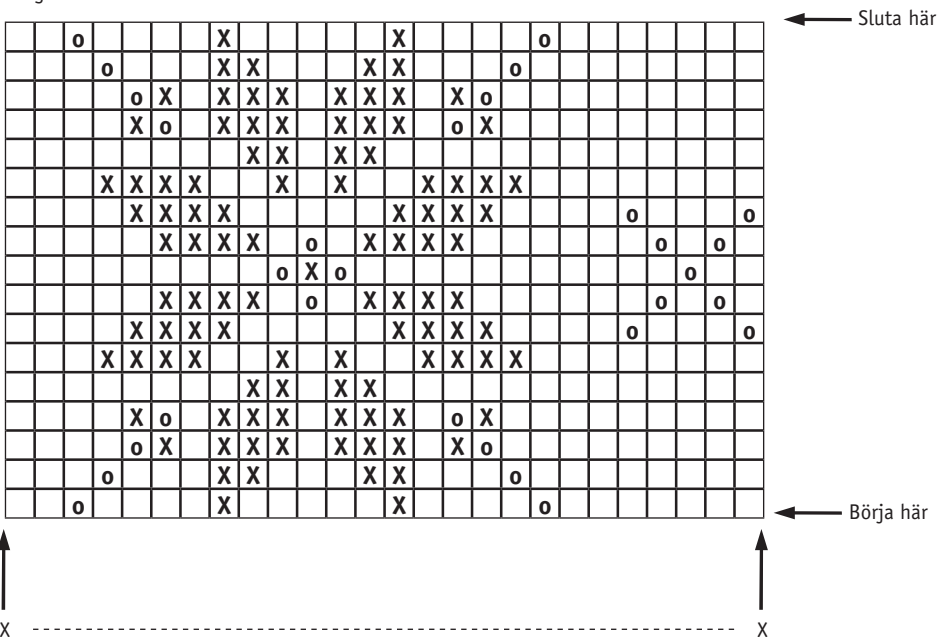 Sluta här
o X X o
o X X X X o
o X X X X X X X X o
X o X X X X X X o X
X X X X
X X X X X X X X X X
X X X X X X X X o o
X X X X o X X X X o o
o X o o
X X X X o X X X X o o
X X X X X X X X o o
X X X X X X X X X X
X X X X
X o X X X X X X o X
o X X X X X X X X o
o X X X X o
o X X o
Börja här
X X